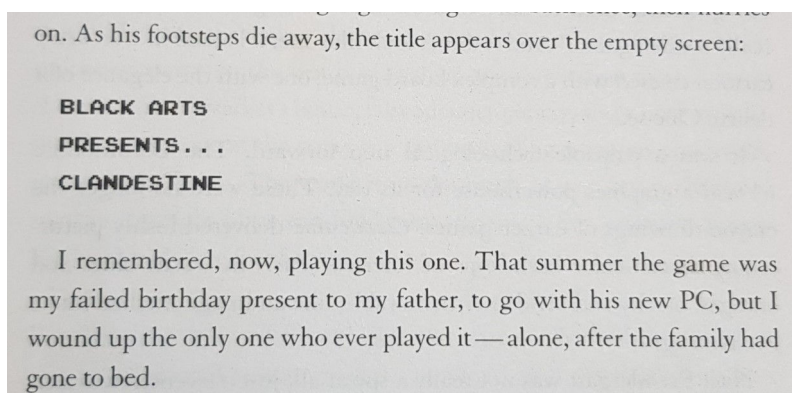 on. As his footsteps die away, the title appears over the empty screen:
BLACK ARTS
PRESENTS...
CLANDESTINE
I remembered, now, playing this one. That summer the game was
my failed birthday present to my father, to go with his new PC, but I
wound up the only one who ever played it—alone, after the family had
gone to bed.